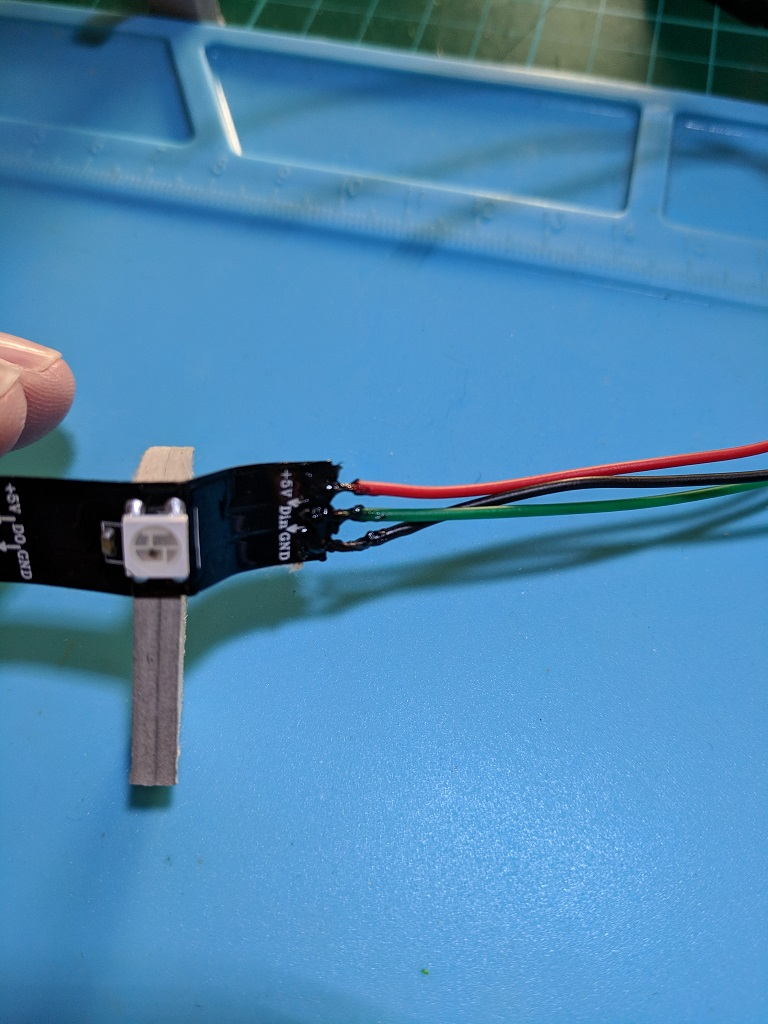 +5V
DO
GND
+5V
Din
GND